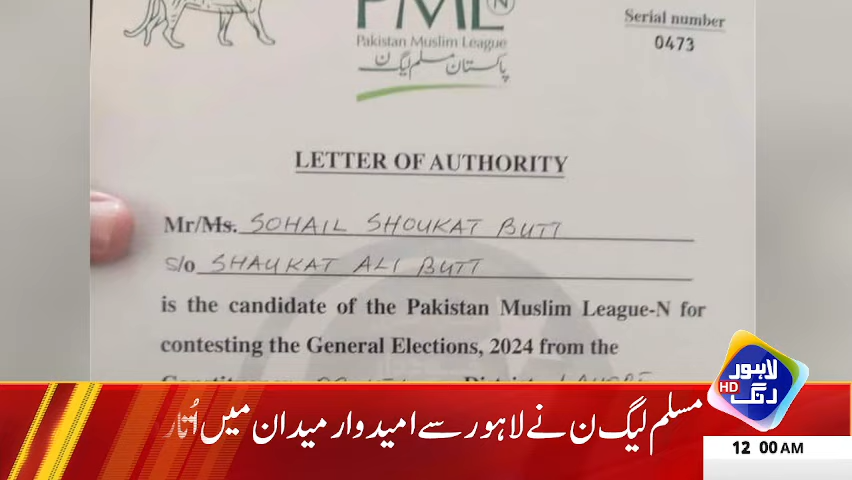 PML N
Serial number
0473
Pakistan Muslim League
پاکستان مسلم لیگ ن
LETTER OF AUTHORITY
Mr/Ms. SOHAIL SHOUKAT BUTT
S/o SHAUKAT ALI BUTT
is the candidate of the Pakistan Muslim League-N for
contesting the General Elections, 2024 from the
لاہور
HD رنگ
مسلم لیگ ن نے لاہور سے امیدوار میدان میں اُتار
12 00 AM